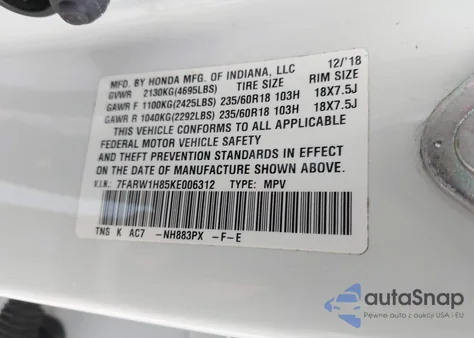 MFD. BY HONDA MFG. OF INDIANA, LLC 12/'18
GVWR 2130KG(4695LBS) TIRE SIZE RIM SIZE
GAWR F 1100KG(2425LBS) 235/60R18 103H 18X7.5J
GAWR R 1040KG(2292LBS) 235/60R18 103H 18X7.5J
THIS VEHICLE CONFORMS TO ALL APPLICABLE
FEDERAL MOTOR VEHICLE SAFETY
AND THEFT PREVENTION STANDARDS IN EFFECT
ON THE DATE OF MANUFACTURE SHOWN ABOVE.
V.I.N.: 7FARW1H85KE006312 TYPE: MPV
TNS K AC7 -NH883PX -F-E
autoSnap
Pewne auta z aukcji USA i EU